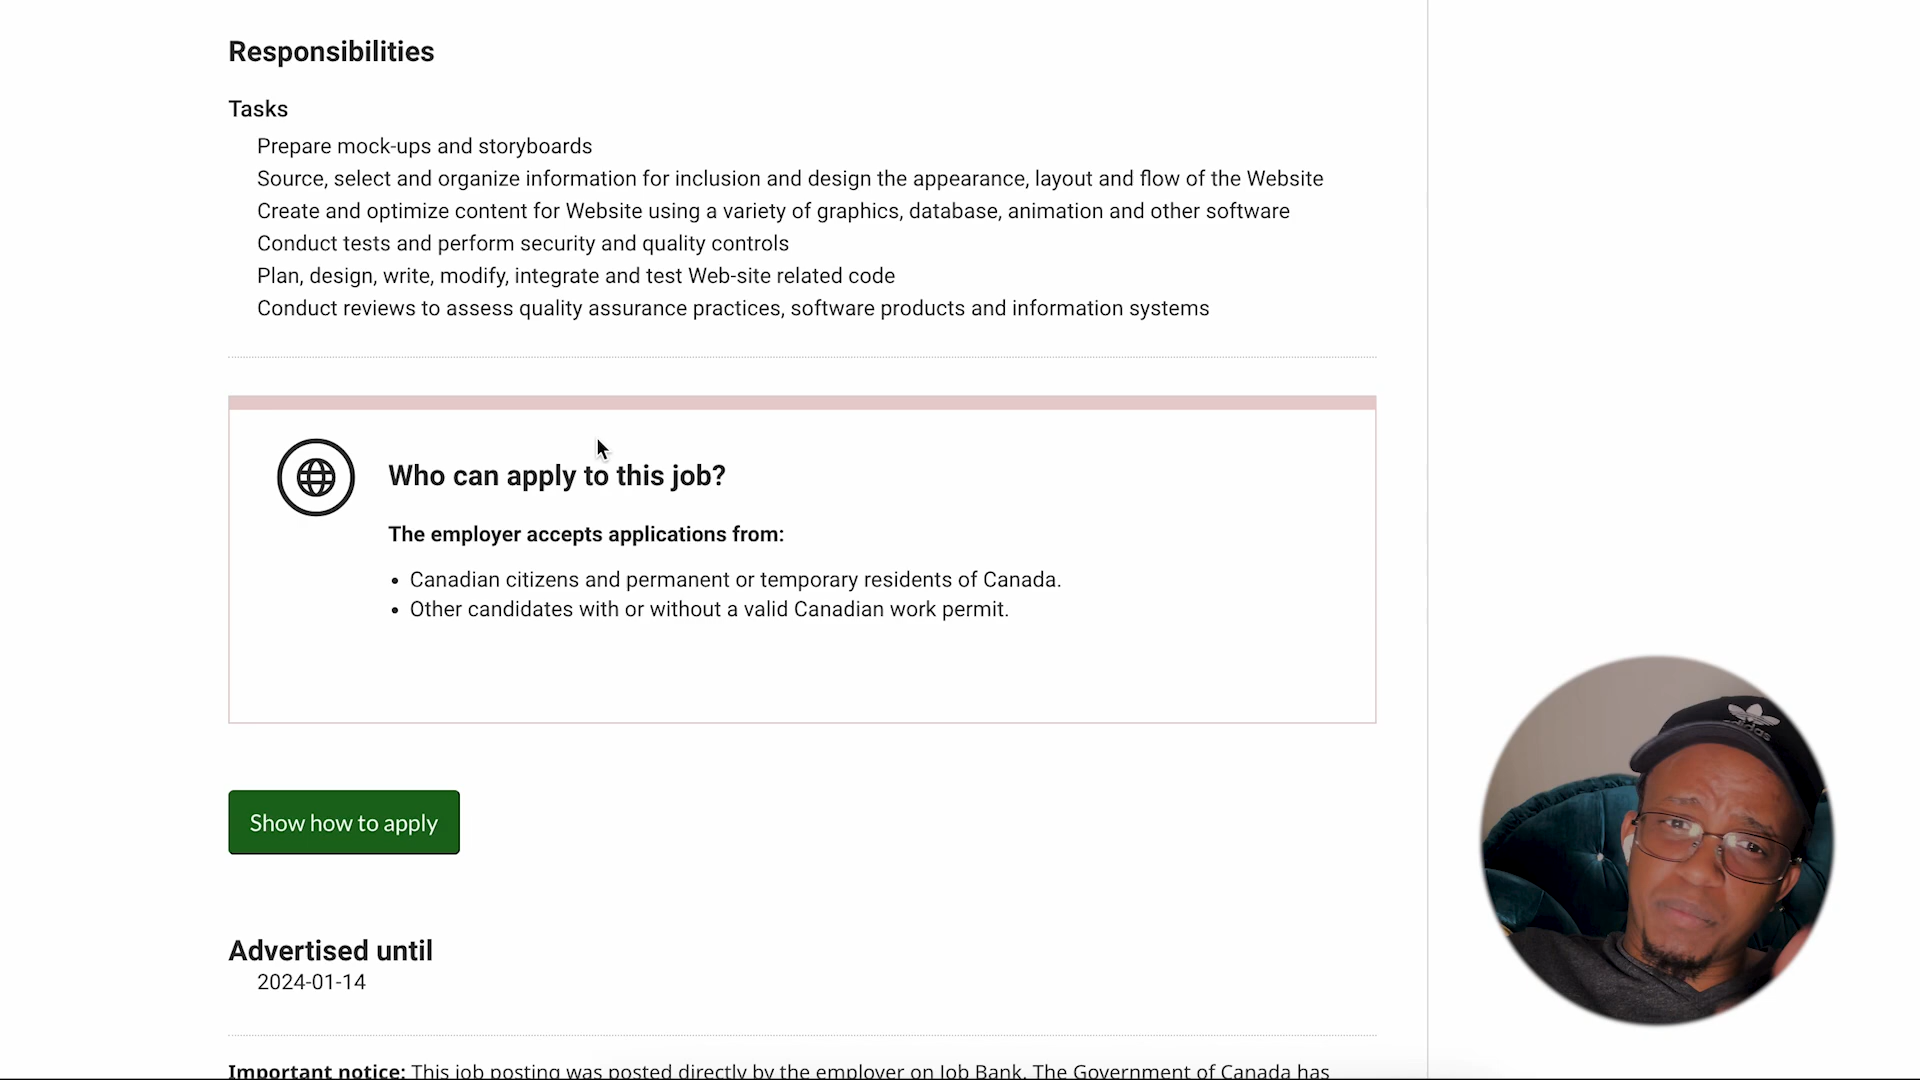 Responsibilities
Tasks
Prepare mock-ups and storyboards
Source, select and organize information for inclusion and design the appearance, layout and flow of the Website
Create and optimize content for Website using a variety of graphics, database, animation and other software
Conduct tests and perform security and quality controls
Plan, design, write, modify, integrate and test Web-site related code
Conduct reviews to assess quality assurance practices, software products and information systems
Who can apply to this job?
The employer accepts applications from:
• Canadian citizens and permanent or temporary residents of Canada.
• Other candidates with or without a valid Canadian work permit.
Show how to apply
adidas
Advertised until
2024-01-14
Important notice: This job posting was posted directly by the employer on Job Bank. The Government of Canada has